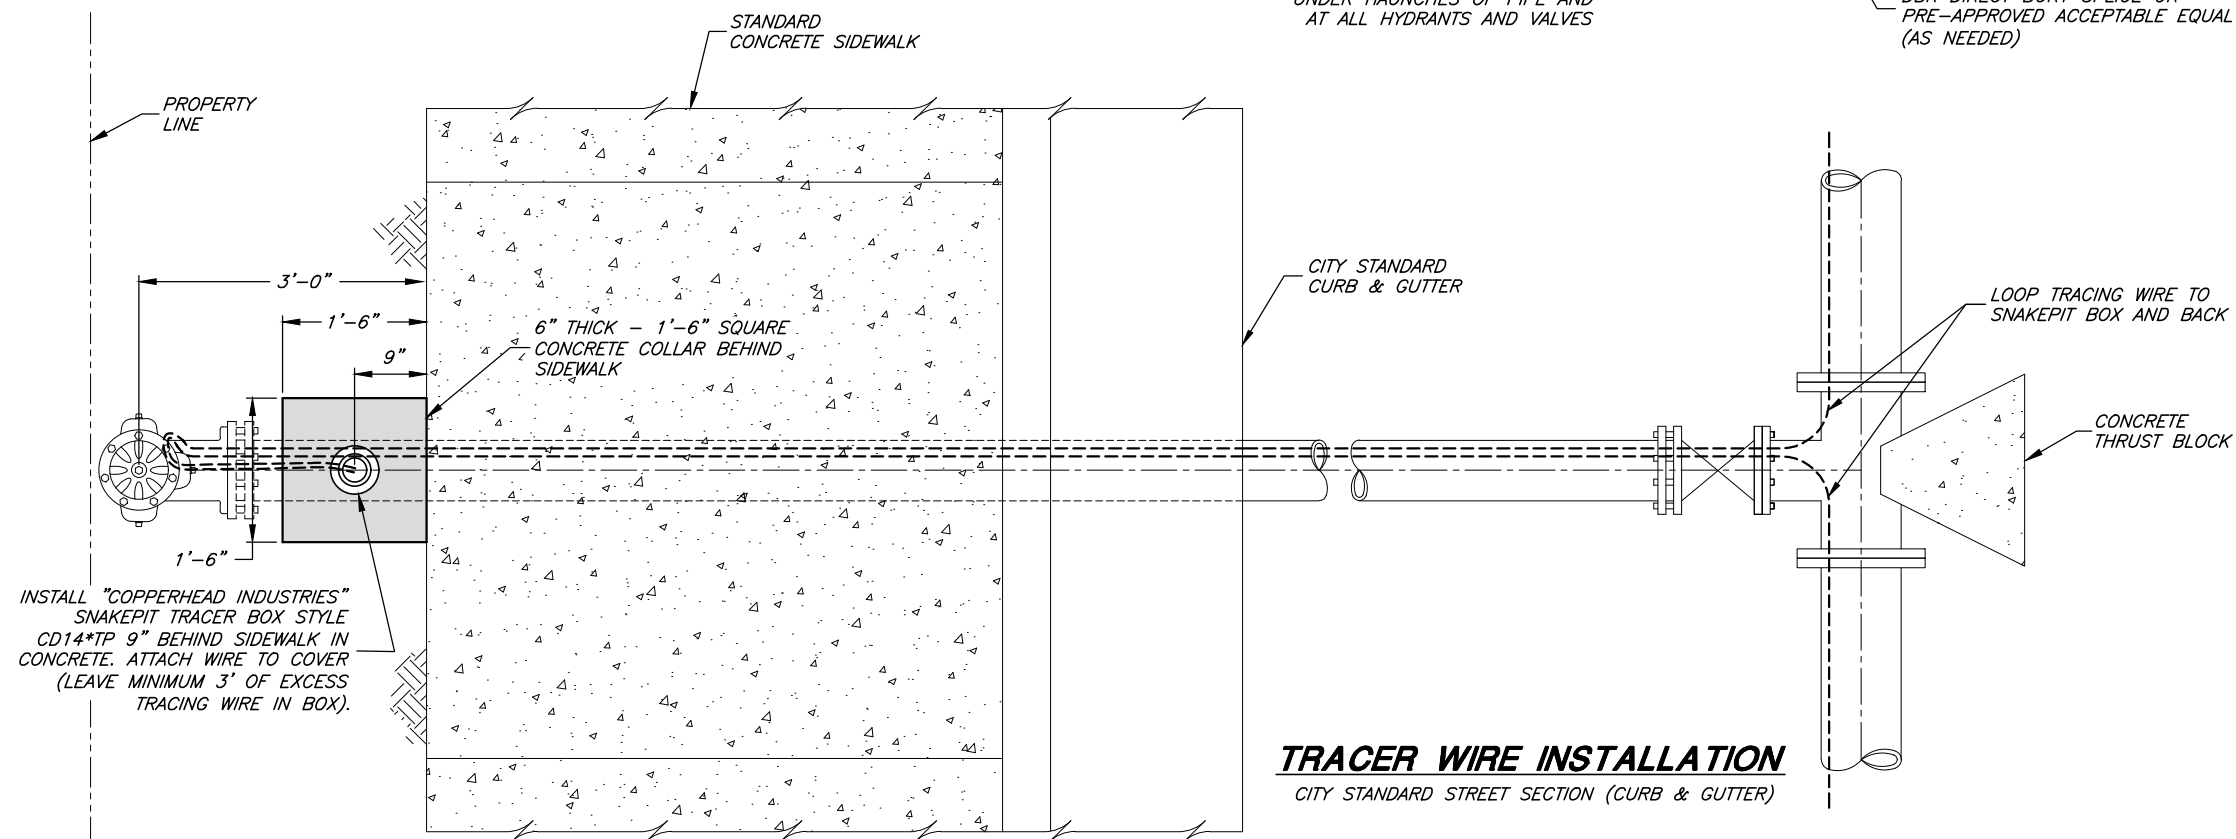 UNDER HAUNCHES OF PIPE AND
AT ALL HYDRANTS AND VALVES
PRE-APPROVED ACCEPTABLE EQUAL
(AS NEEDED)
STANDARD
CONCRETE SIDEWALK
PROPERTY
LINE
3'-0"
1'-6"
9"
6" THICK - 1'-6" SQUARE
CONCRETE COLLAR BEHIND
SIDEWALK
CITY STANDARD
CURB & GUTTER
LOOP TRACING WIRE TO
SNAKEPIT BOX AND BACK
CONCRETE
THRUST BLOCK
1'-6"
INSTALL "COPPERHEAD INDUSTRIES"
SNAKEPIT TRACER BOX STYLE
CD14*TP 9" BEHIND SIDEWALK IN
CONCRETE. ATTACH WIRE TO COVER
(LEAVE MINIMUM 3' OF EXCESS
TRACING WIRE IN BOX).
TRACER WIRE INSTALLATION
CITY STANDARD STREET SECTION (CURB & GUTTER)